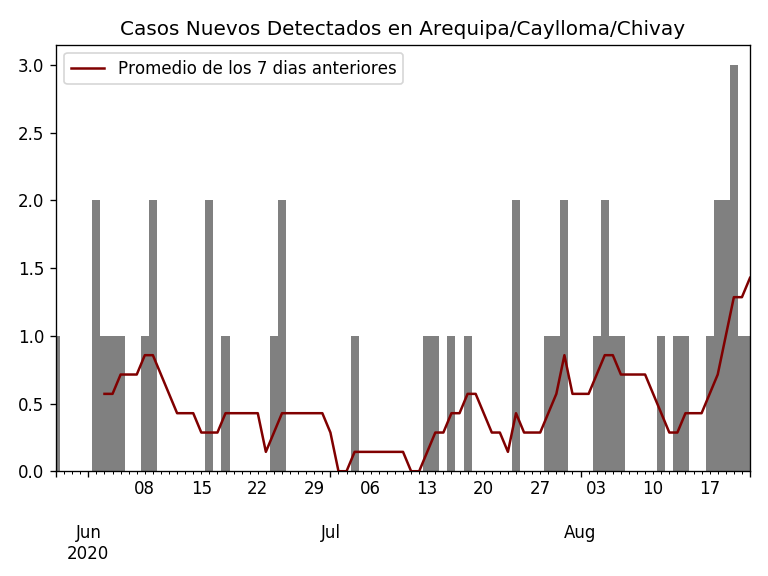 Casos Nuevos Detectados en Arequipa/Caylloma/Chivay
Promedio de los 7 dias anteriores
3.0
2.5
2.0
1.5
1.0
0.5
0.0
08 15 22 29 06 13 20 27 03 10 17
Jun Jul Aug
2020